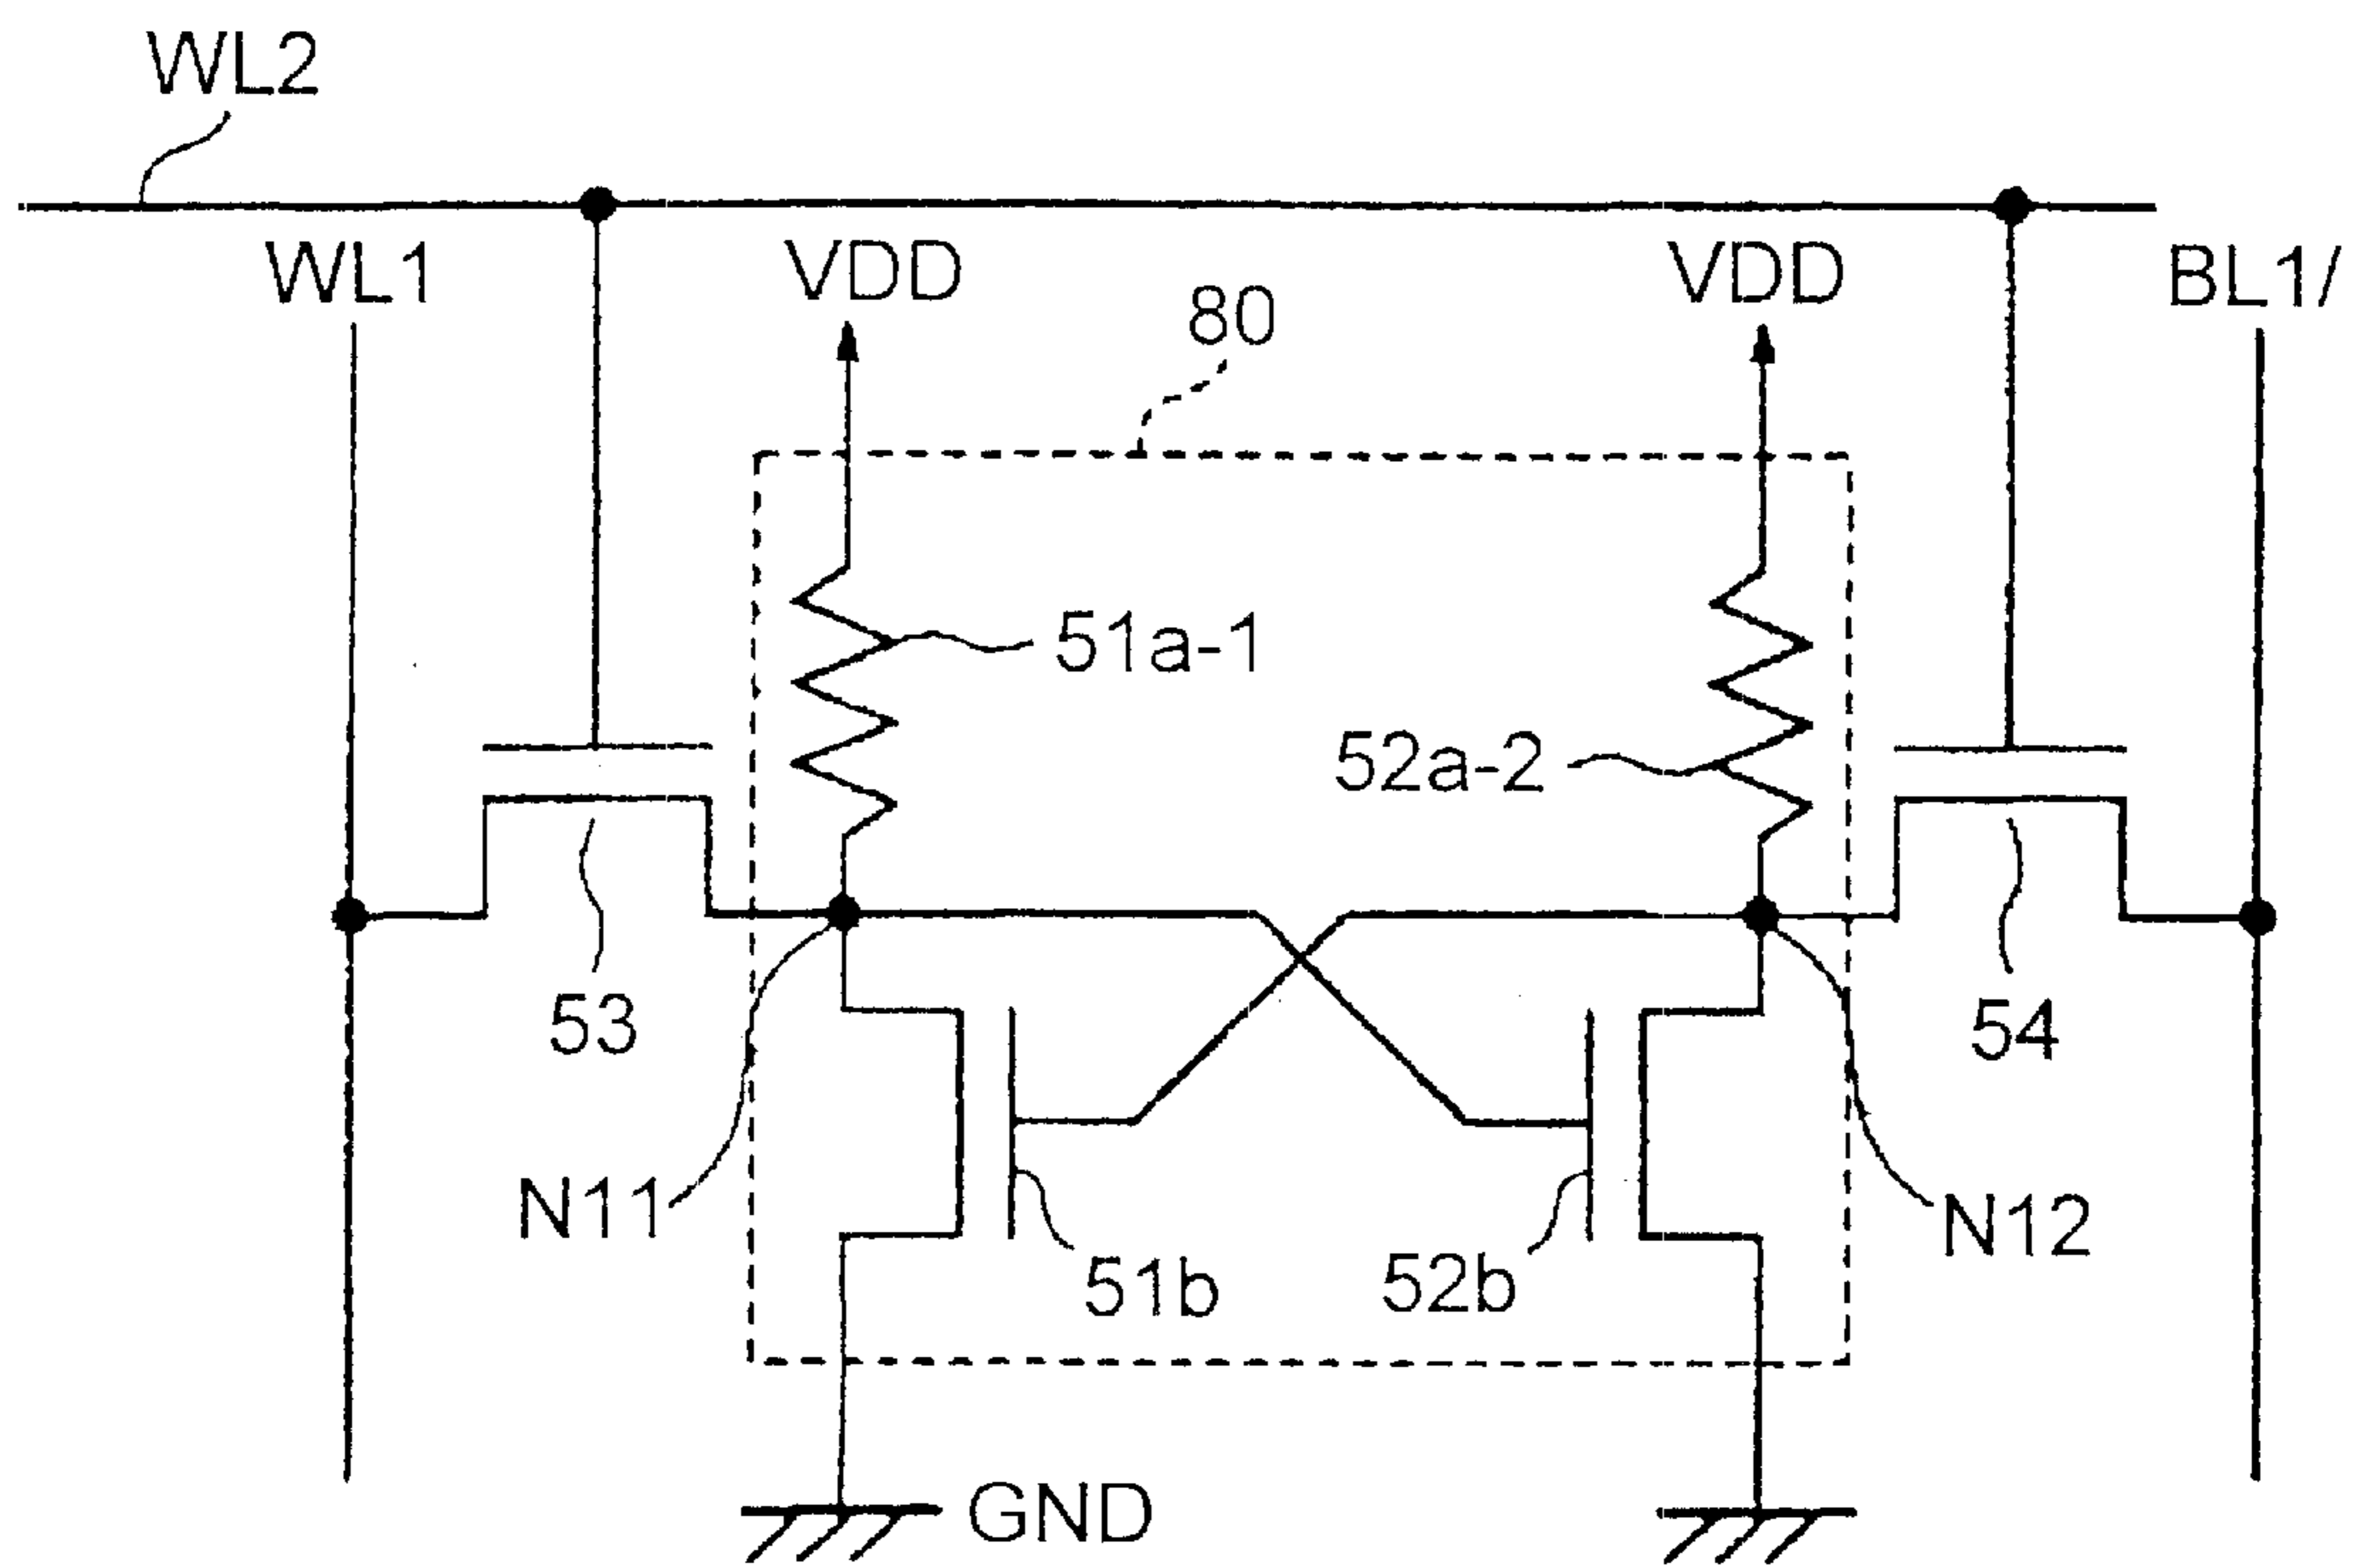 WL2
WL1
VDD
80
VDD
BL1/
51a-1
52a-2
53
54
N11
N12
51b
52b
GND